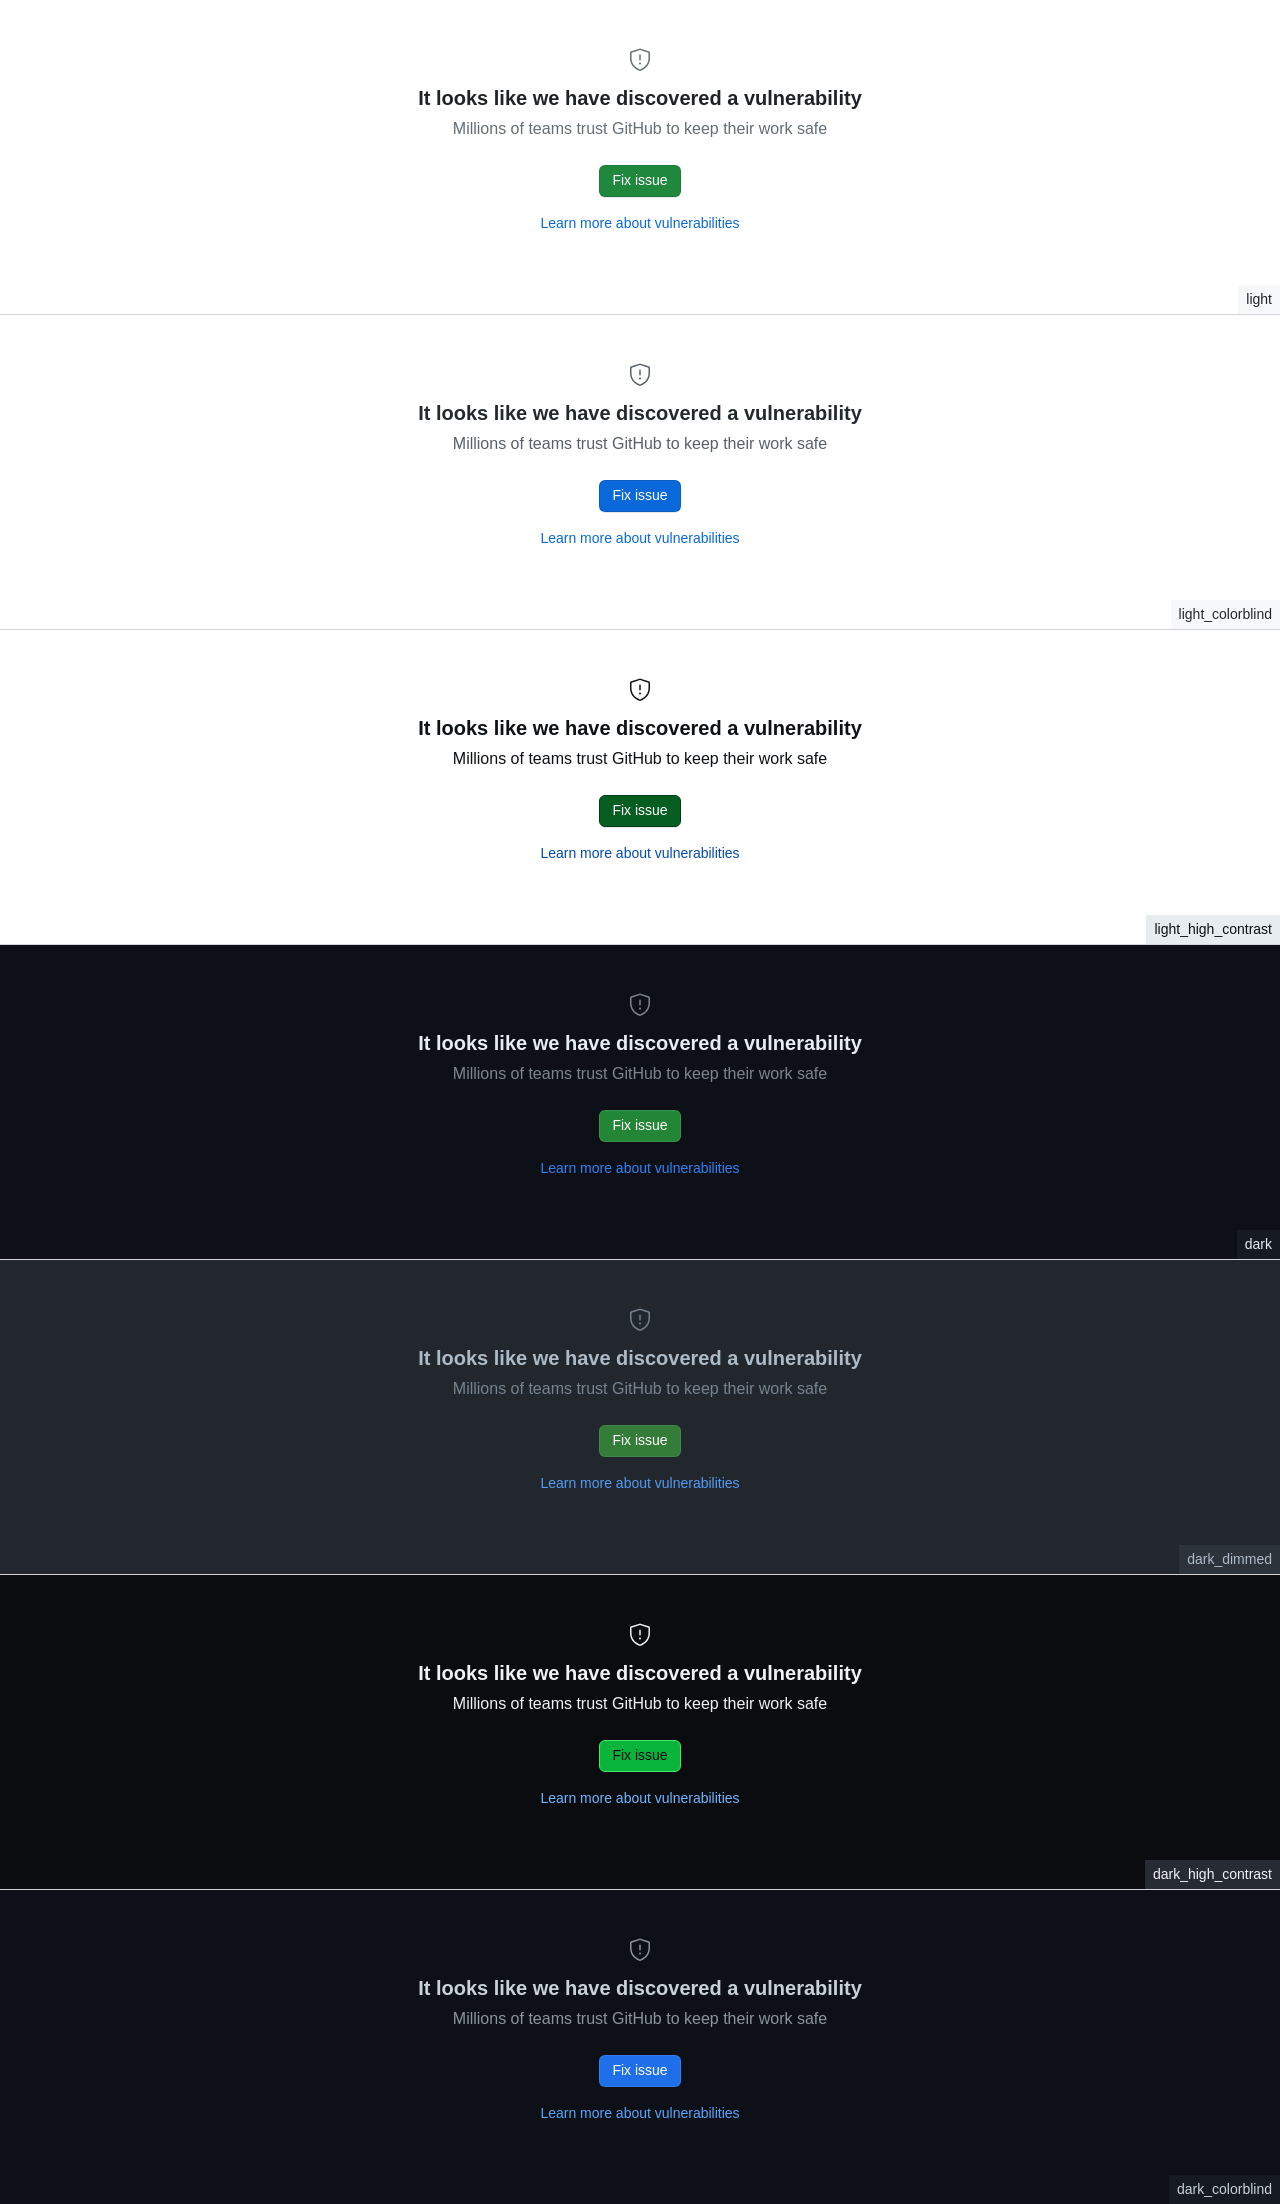 It looks like we have discovered a vulnerability
Millions of teams trust GitHub to keep their work safe
Fix issue
Learn more about vulnerabilities
light
It looks like we have discovered a vulnerability
Millions of teams trust GitHub to keep their work safe
Fix issue
Learn more about vulnerabilities
light_colorblind
It looks like we have discovered a vulnerability
Millions of teams trust GitHub to keep their work safe
Fix issue
Learn more about vulnerabilities
light_high_contrast
It looks like we have discovered a vulnerability
Millions of teams trust GitHub to keep their work safe
Fix issue
Learn more about vulnerabilities
dark
It looks like we have discovered a vulnerability
Millions of teams trust GitHub to keep their work safe
Fix issue
Learn more about vulnerabilities
dark_dimmed
It looks like we have discovered a vulnerability
Millions of teams trust GitHub to keep their work safe
Fix issue
Learn more about vulnerabilities
dark_high_contrast
It looks like we have discovered a vulnerability
Millions of teams trust GitHub to keep their work safe
Fix issue
Learn more about vulnerabilities
dark_colorblind